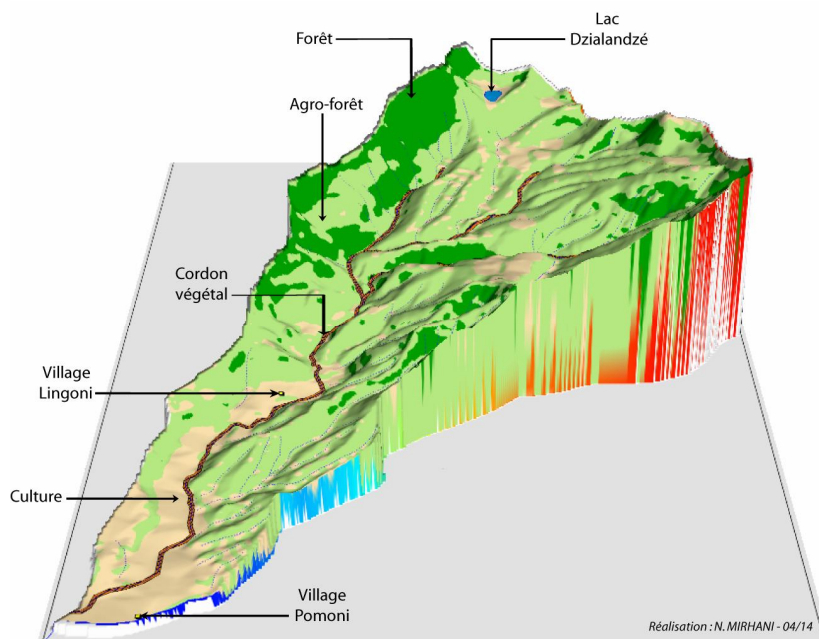 Lac
Dzialandzé
Forêt
Agro-forêt
Cordon
végétal
Village
Lingoni
Culture
Village
Pomoni
Réalisation : N. MIRHANI - 04/14